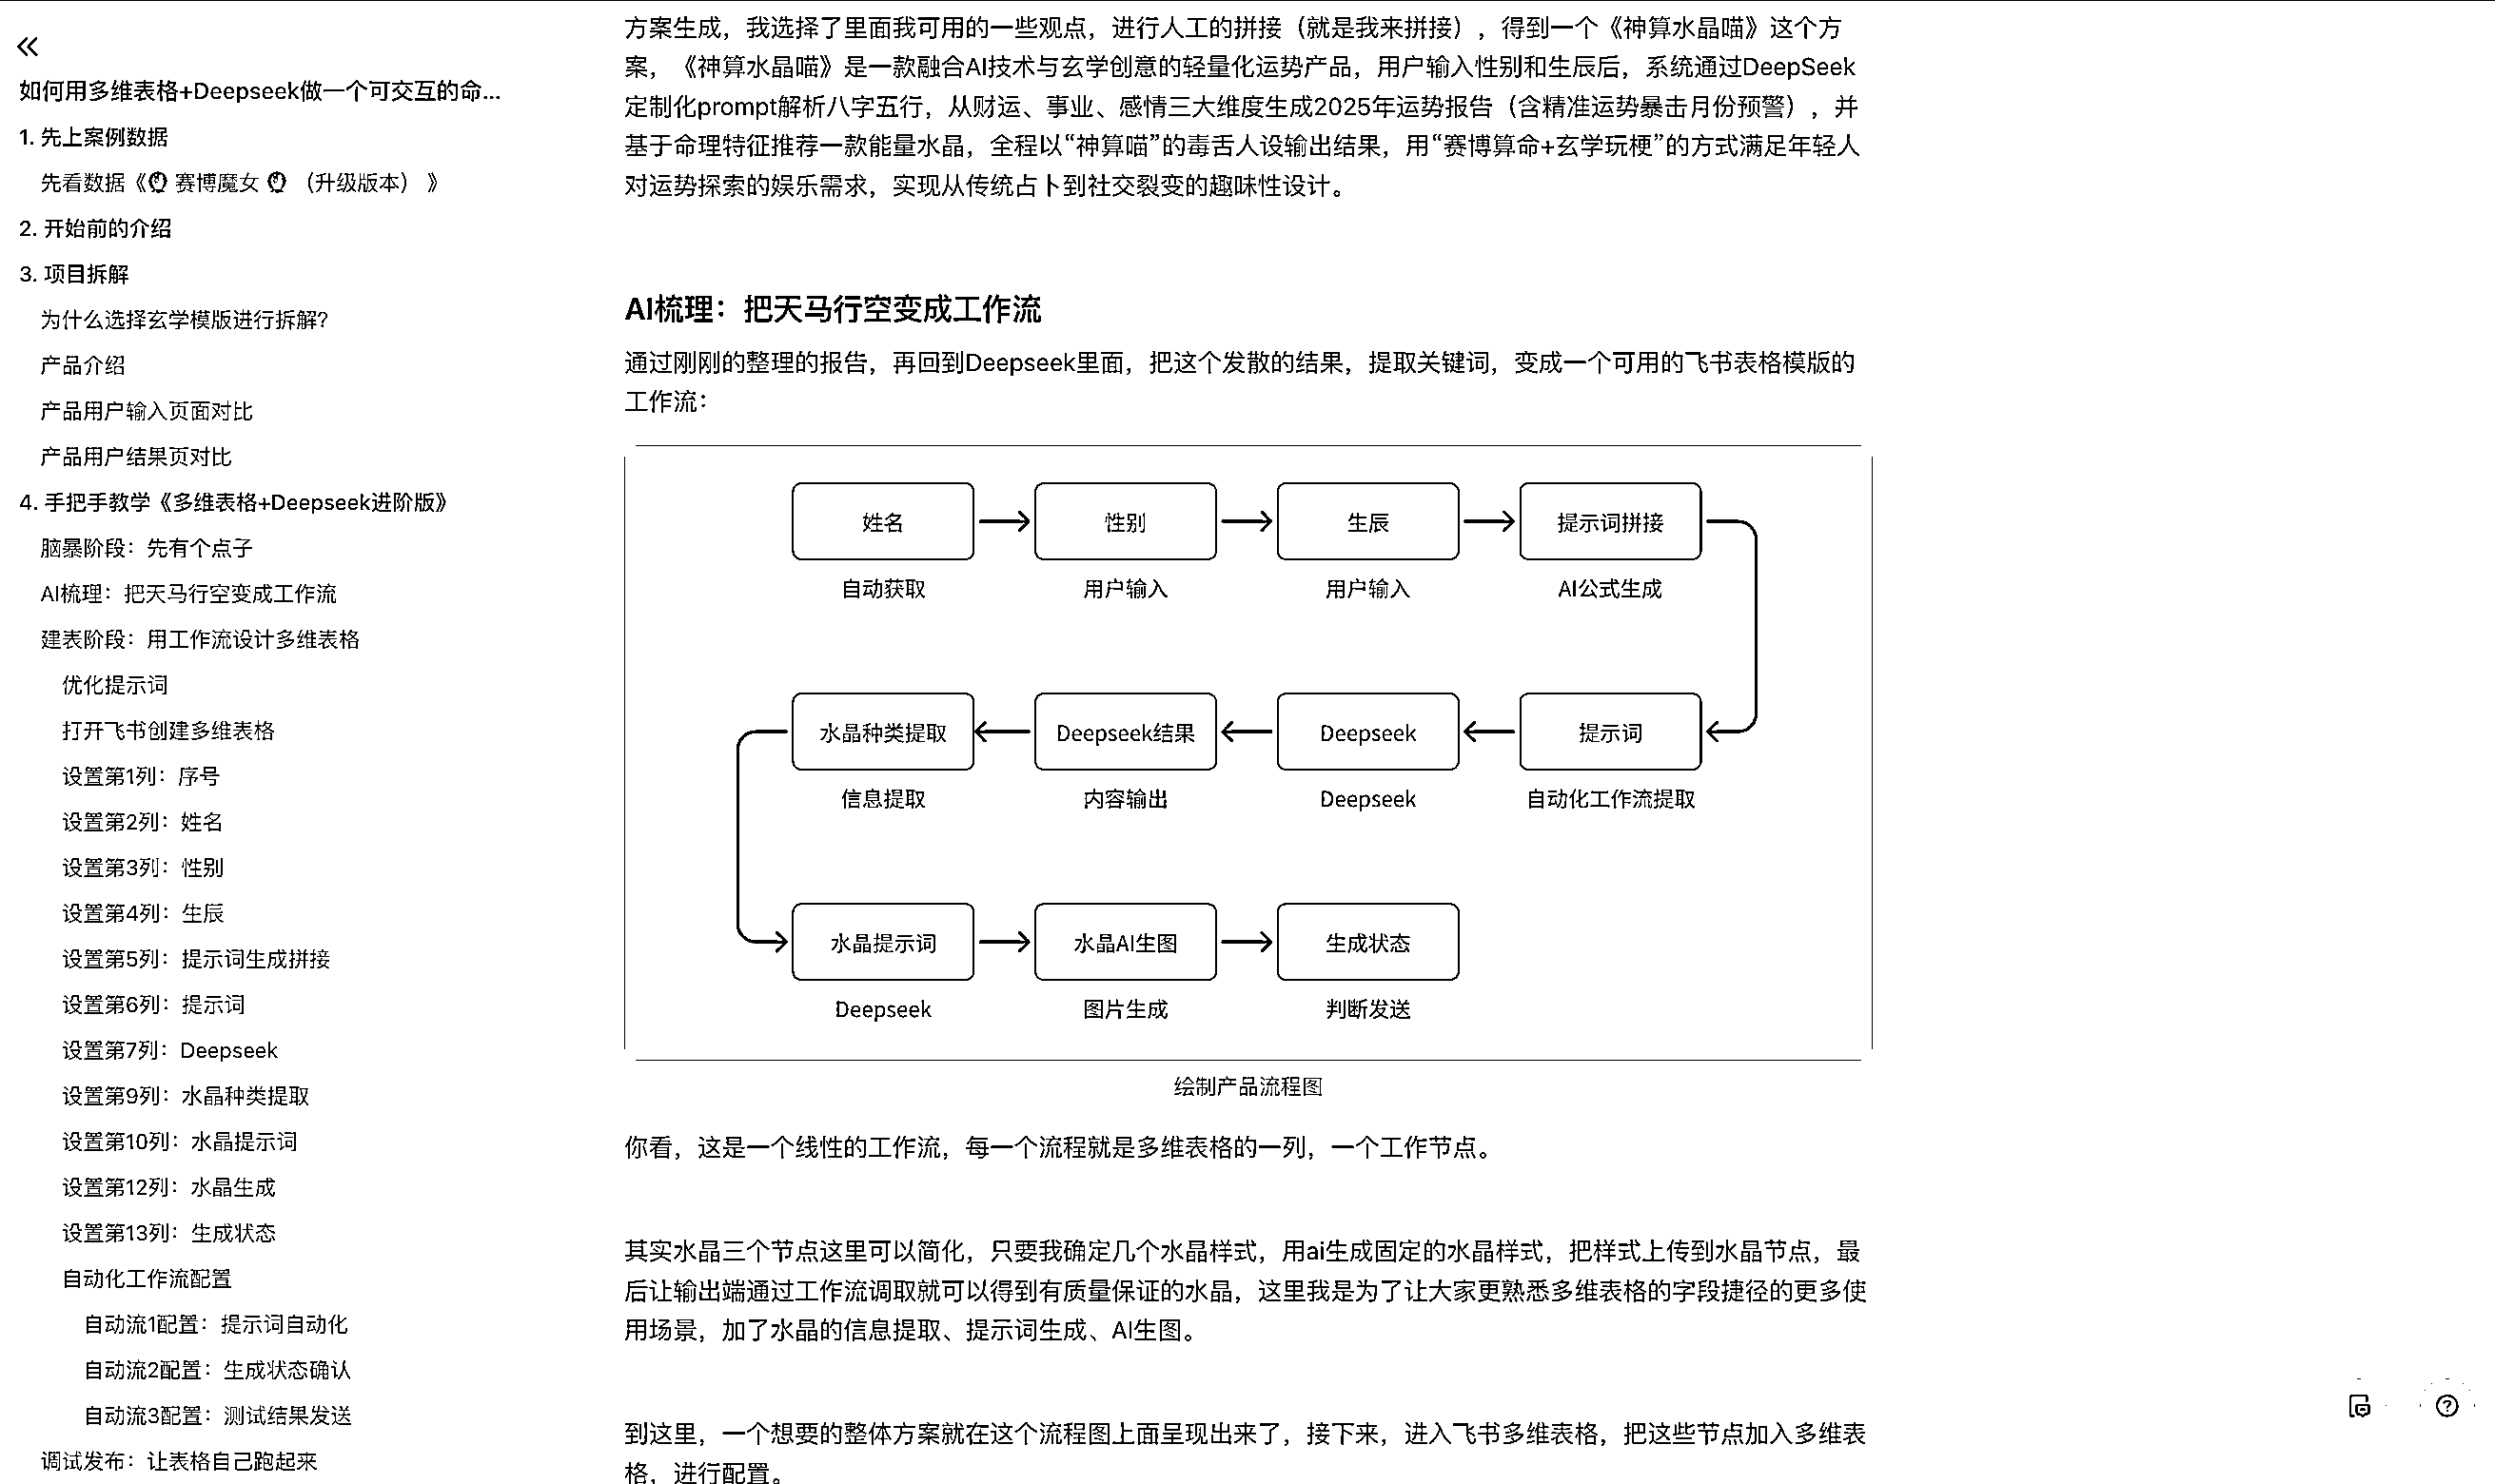 如何用多维表格+Deepseek做一个可交互的命...
1. 先上案例数据
先看数据《 赛博魔女 （升级版本） 》
2. 开始前的介绍
3. 项目拆解
为什么选择玄学模版进行拆解?
产品介绍
产品用户输入页面对比
产品用户结果页对比
4. 手把手教学《多维表格+Deepseek进阶版》
脑暴阶段：先有个点子
AI梳理：把天马行空变成工作流
建表阶段：用工作流设计多维表格
优化提示词
打开飞书创建多维表格
设置第1列：序号
设置第2列：姓名
设置第3列：性别
设置第4列：生辰
设置第5列：提示词生成拼接
设置第6列：提示词
设置第7列：Deepseek
设置第9列：水晶种类提取
设置第10列：水晶提示词
设置第12列：水晶生成
设置第13列：生成状态
自动化工作流配置
自动流1配置：提示词自动化
自动流2配置：生成状态确认
自动流3配置：测试结果发送
调试发布：让表格自己跑起来
方案生成，我选择了里面我可用的一些观点，进行人工的拼接（就是我来拼接），得到一个《神算水晶喵》这个方
案，《神算水晶喵》是一款融合AI技术与玄学创意的轻量化运势产品，用户输入性别和生辰后，系统通过DeepSeek
定制化prompt解析八字五行，从财运、事业、感情三大维度生成2025年运势报告（含精准运势暴击月份预警），并
基于命理特征推荐一款能量水晶，全程以“神算喵”的毒舌人设输出结果，用“赛博算命+玄学玩梗”的方式满足年轻人
对运势探索的娱乐需求，实现从传统占卜到社交裂变的趣味性设计。
AI梳理：把天马行空变成工作流
通过刚刚的整理的报告，再回到Deepseek里面，把这个发散的结果，提取关键词，变成一个可用的飞书表格模版的
工作流：
姓名 性别 生辰 提示词拼接
自动获取 用户输入 用户输入 AI公式生成
水晶种类提取 Deepseek结果 Deepseek 提示词
信息提取 内容输出 Deepseek 自动化工作流提取
水晶提示词 水晶AI生图 生成状态
Deepseek 图片生成 判断发送
绘制产品流程图
你看，这是一个线性的工作流，每一个流程就是多维表格的一列，一个工作节点。
其实水晶三个节点这里可以简化，只要我确定几个水晶样式，用ai生成固定的水晶样式，把样式上传到水晶节点，最
后让输出端通过工作流调取就可以得到有质量保证的水晶，这里我是为了让大家更熟悉多维表格的字段捷径的更多使
用场景，加了水晶的信息提取、提示词生成、AI生图。
到这里，一个想要的整体方案就在这个流程图上面呈现出来了，接下来，进入飞书多维表格，把这些节点加入多维表
格，进行配置。